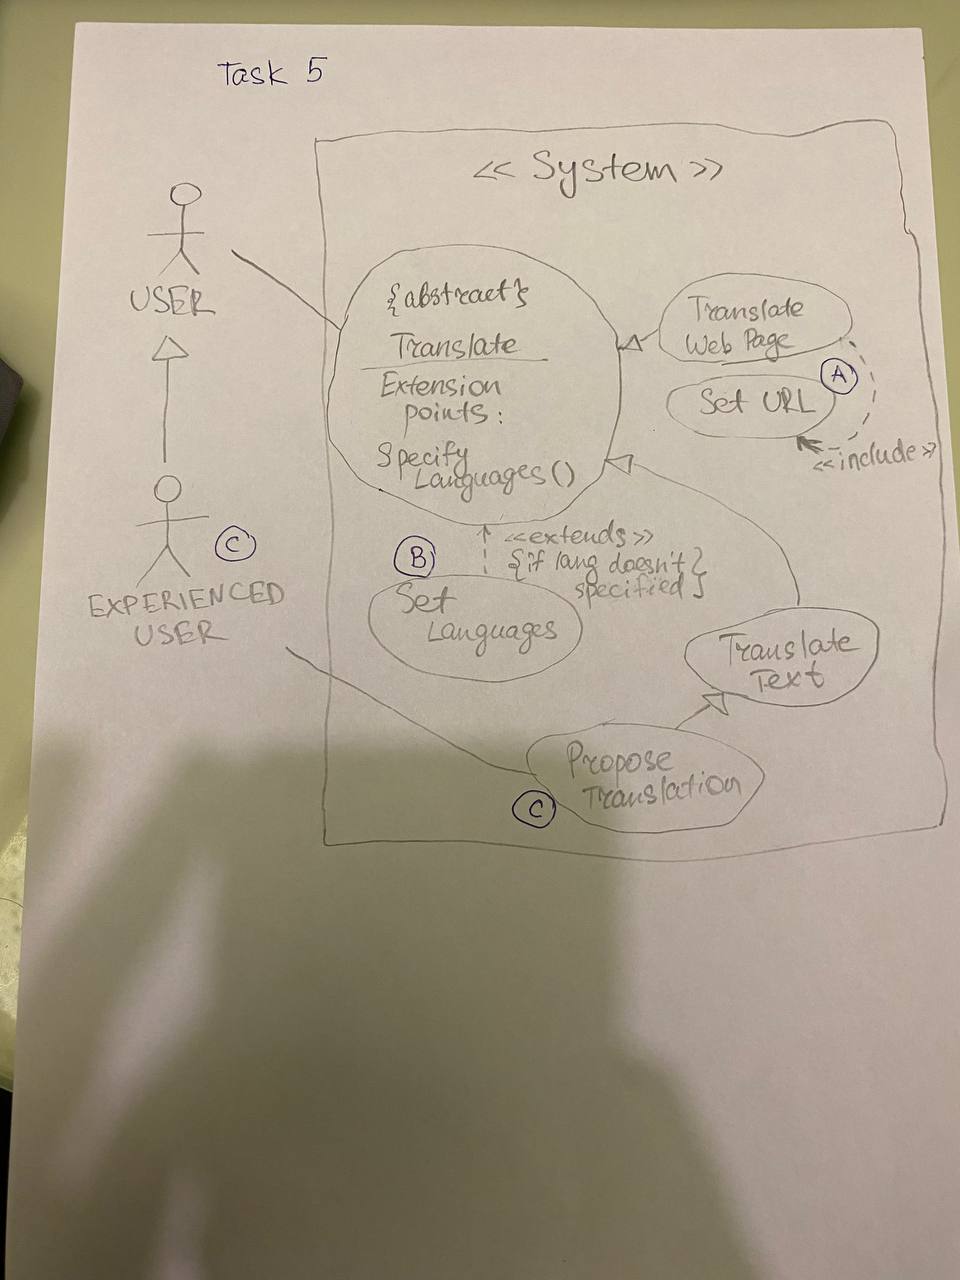 Task 5
<< System >>
USER
{abstract}
Translate
Extension
points:
Specify
Languages()
Translate
Web Page
A
Set URL
<<include>>
<<extends>>
{if lang doesn't}
specified}
B
Set
Languages
C
EXPERIENCED
USER
Translate
Text
Propose
Translation
C